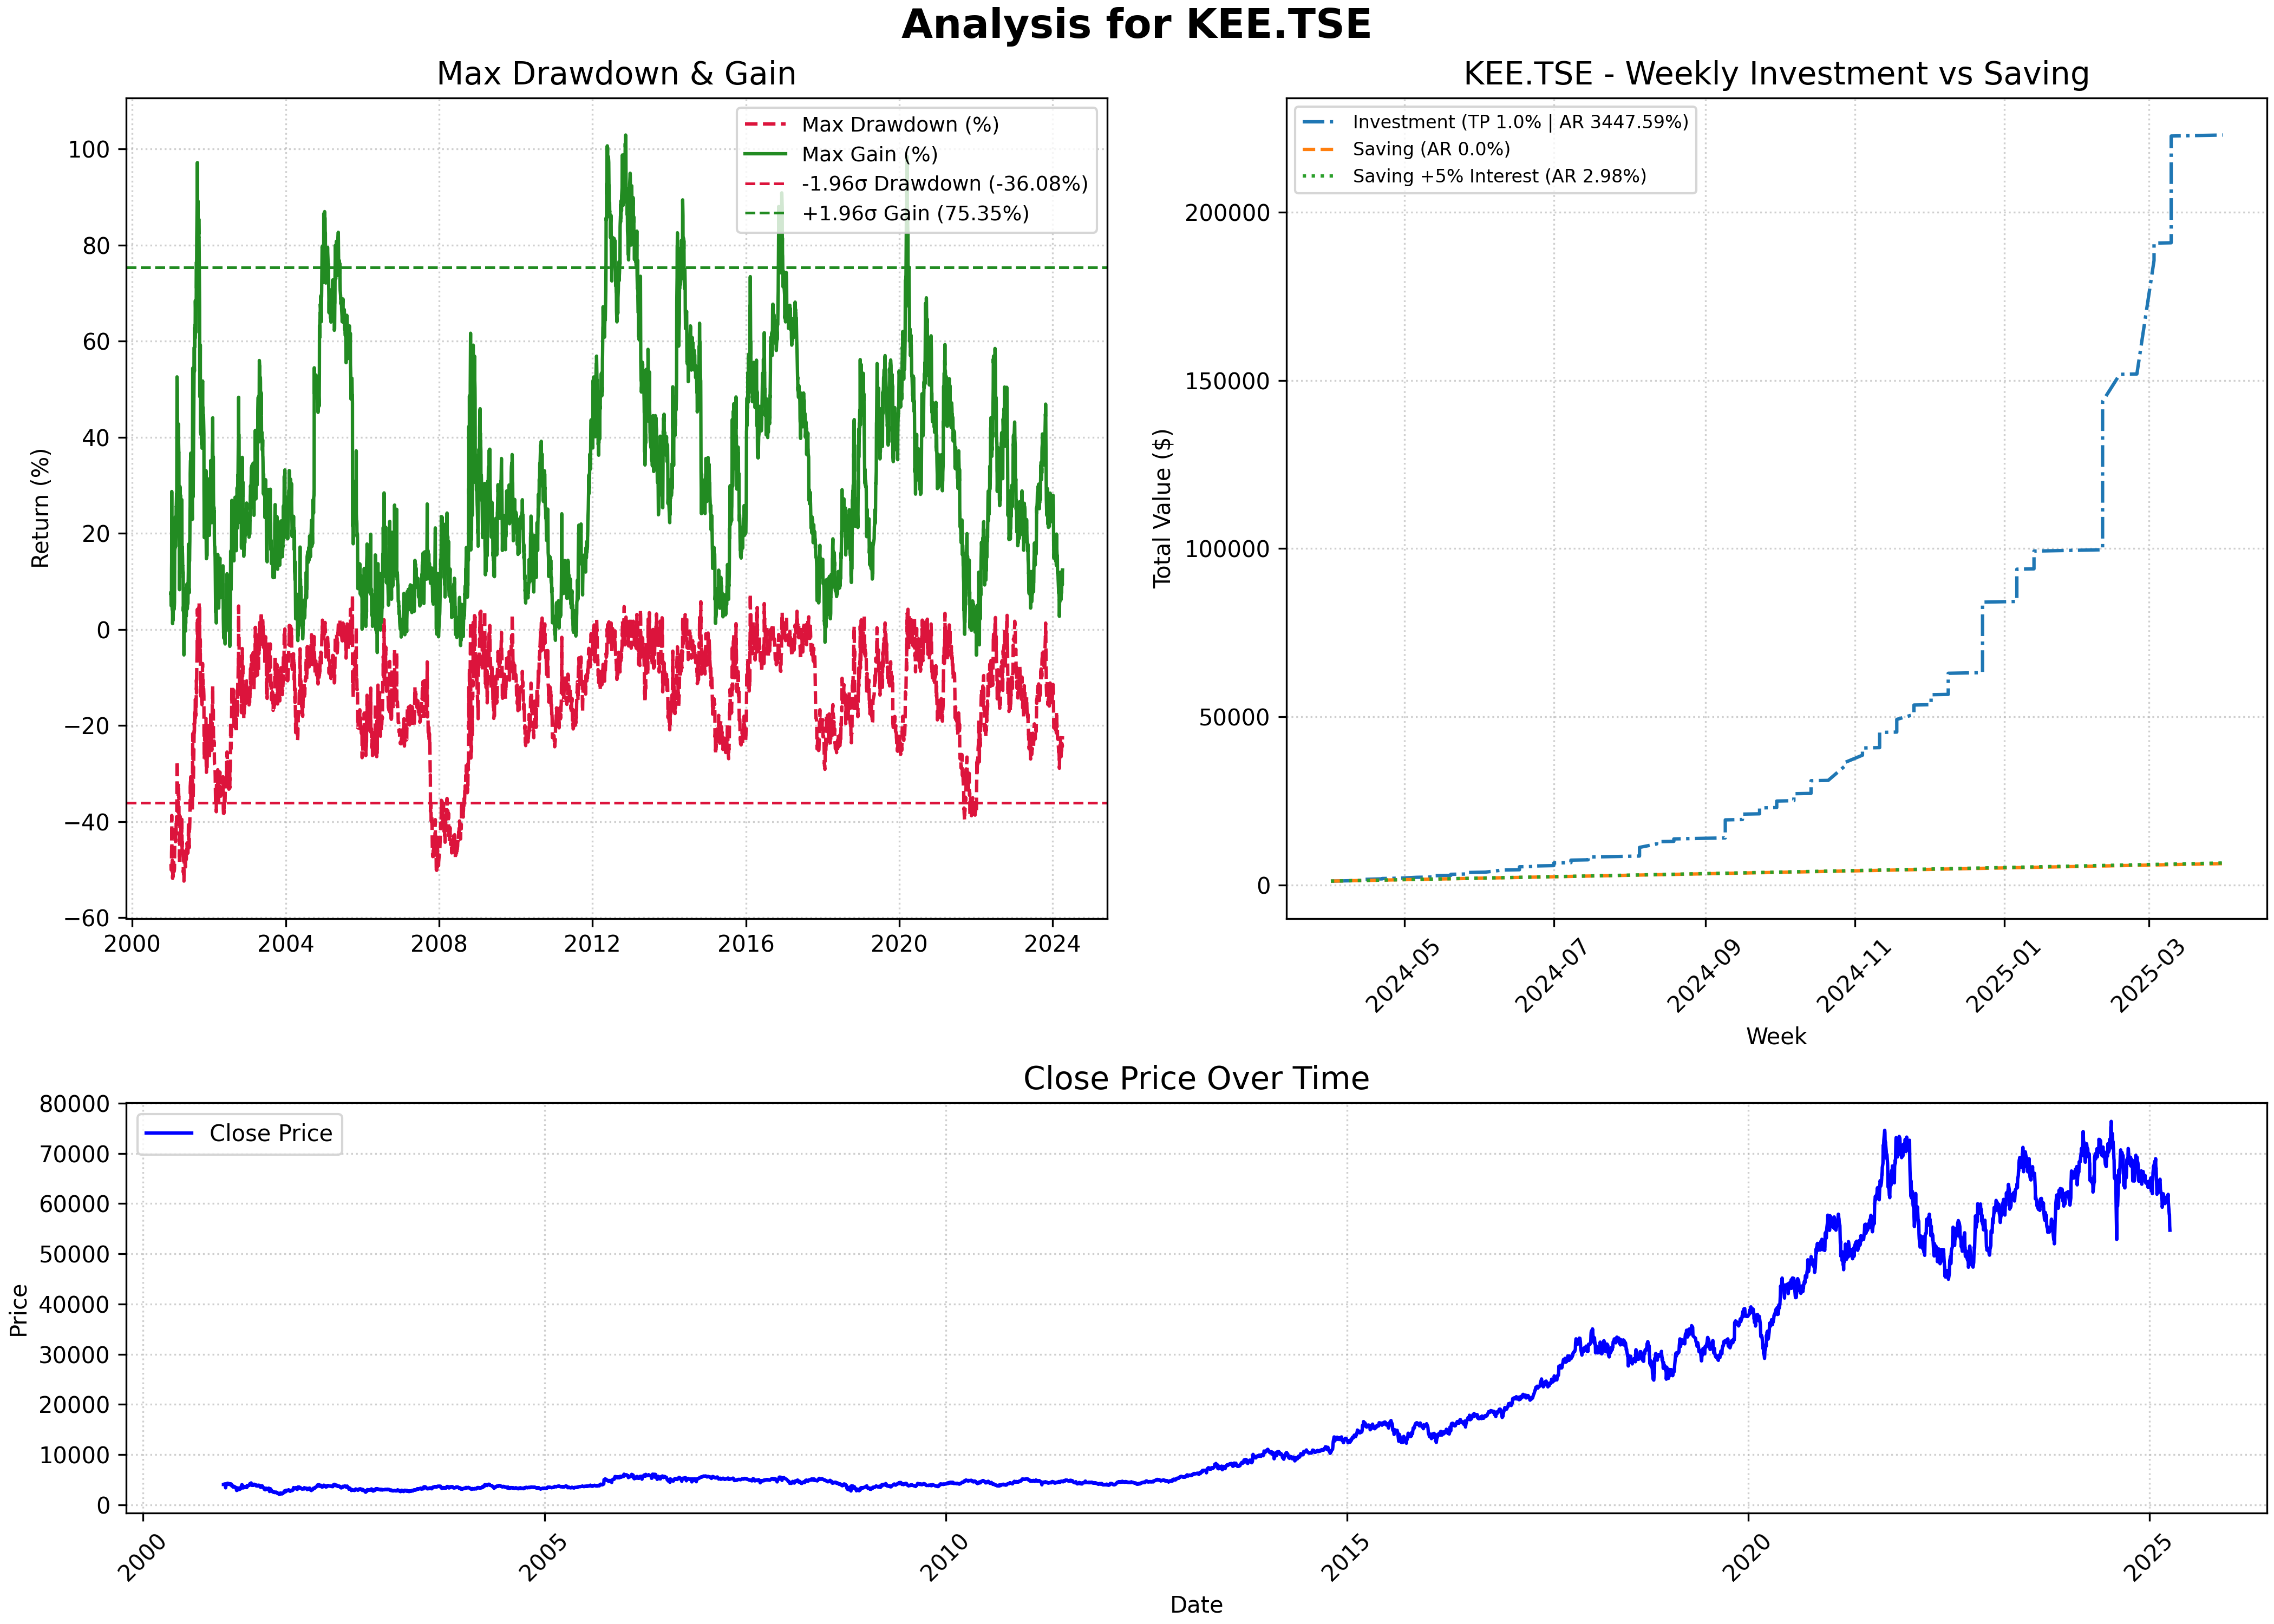 Analysis for KEE.TSE
Max Drawdown & Gain
Max Drawdown (%)
Max Gain (%)
-1.96σ Drawdown (-36.08%)
+1.96σ Gain (75.35%)
Return (%)
100
80
60
40
20
0
−20
−40
−60
2000
2004
2008
2012
2016
2020
2024
KEE.TSE - Weekly Investment vs Saving
Investment (TP 1.0% | AR 3447.59%)
Saving (AR 0.0%)
Saving +5% Interest (AR 2.98%)
Total Value ($)
200000
150000
100000
50000
0
2024-05
2024-07
2024-09
2024-11
2025-01
2025-03
Week
Close Price Over Time
Close Price
Price
80000
70000
60000
50000
40000
30000
20000
10000
0
2000
2005
2010
2015
2020
2025
Date